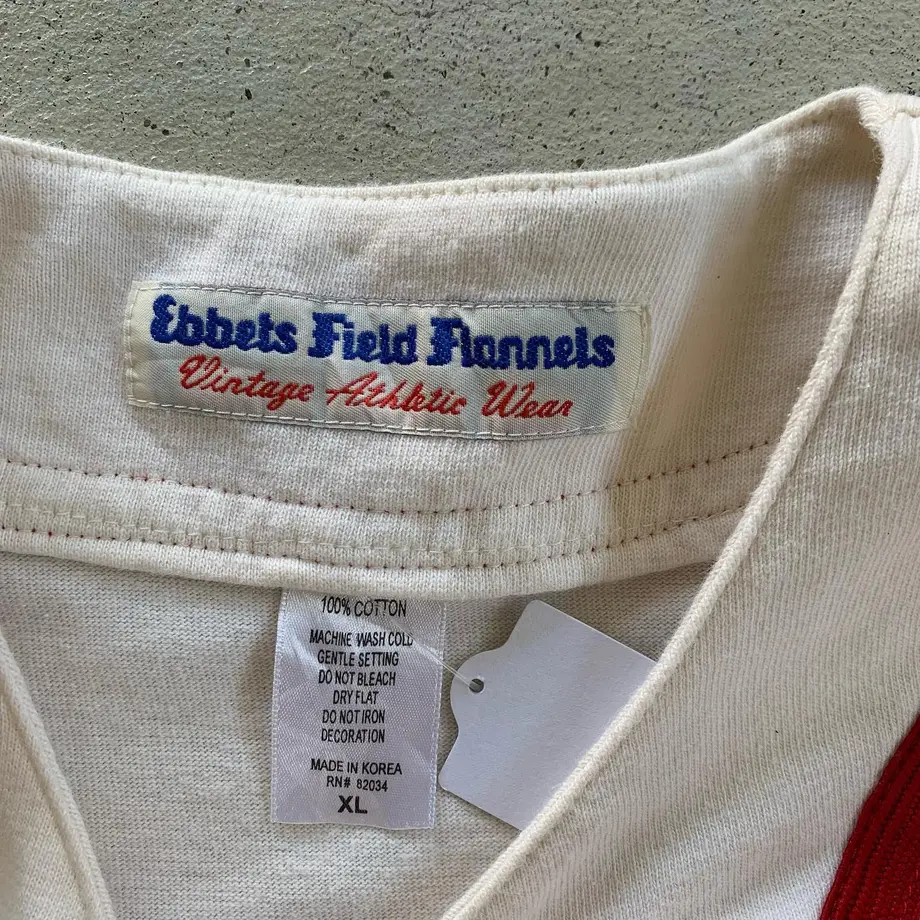 Ebbets Field Flannels
Vintage Athletic Wear
100% COTTON
MACHINE WASH COLD
GENTLE SETTING
DO NOT BLEACH
DRY FLAT
DO NOT IRON
DECORATION
MADE IN KOREA
RN# 82034
XL